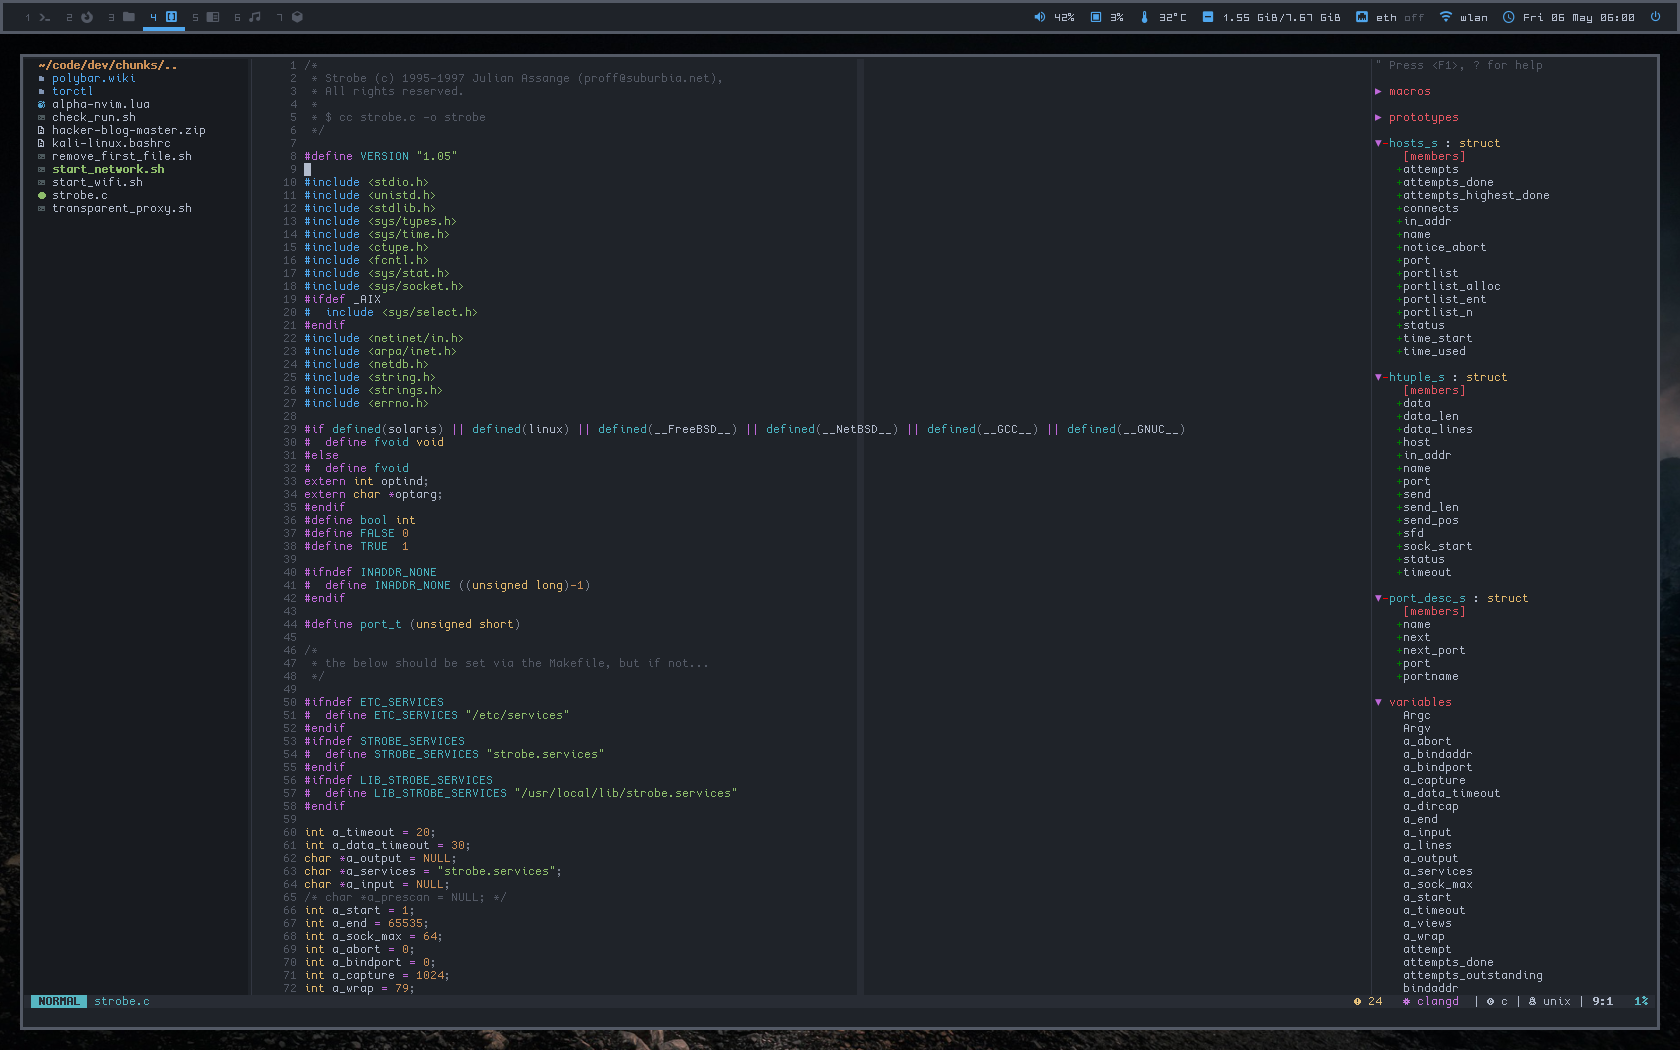 1 2 3 4 5 6 7 42% 3% 32°C 1.55 GiB/7.67 GiB eth off wlan Fri 06 May 06:00
~/code/dev/chunks/..
polybar.wiki
torctl
alpha-nvim.lua
check_run.sh
hacker-blog-master.zip
kali-linux.bashrc
remove_first_file.sh
start_network.sh
start_wifi.sh
strobe.c
transparent_proxy.sh
1 /*
2  * Strobe (c) 1995-1997 Julian Assange (proff@suburbia.net),
3  * All rights reserved.
4  *
5  * $ cc strobe.c -o strobe
6  */
7
8 #define VERSION "1.05"
9
10 #include <stdio.h>
11 #include <unistd.h>
12 #include <stdlib.h>
13 #include <sys/types.h>
14 #include <sys/time.h>
15 #include <ctype.h>
16 #include <fcntl.h>
17 #include <sys/stat.h>
18 #include <sys/socket.h>
19 #ifdef _AIX
20 #  include <sys/select.h>
21 #endif
22 #include <netinet/in.h>
23 #include <arpa/inet.h>
24 #include <netdb.h>
25 #include <string.h>
26 #include <strings.h>
27 #include <errno.h>
28
29 #if defined(solaris) || defined(linux) || defined(__FreeBSD__) || defined(__NetBSD__) || defined(__GCC__) || defined(__GNUC__)
30 #  define fvoid void
31 #else
32 #  define fvoid
33 extern int optind;
34 extern char *optarg;
35 #endif
36 #define bool int
37 #define FALSE 0
38 #define TRUE  1
39
40 #ifndef INADDR_NONE
41 #  define INADDR_NONE ((unsigned long)-1)
42 #endif
43
44 #define port_t (unsigned short)
45
46 /*
47  * the below should be set via the Makefile, but if not...
48  */
49
50 #ifndef ETC_SERVICES
51 #  define ETC_SERVICES "/etc/services"
52 #endif
53 #ifndef STROBE_SERVICES
54 #  define STROBE_SERVICES "strobe.services"
55 #endif
56 #ifndef LIB_STROBE_SERVICES
57 #  define LIB_STROBE_SERVICES "/usr/local/lib/strobe.services"
58 #endif
59
60 int a_timeout = 20;
61 int a_data_timeout = 30;
62 char *a_output = NULL;
63 char *a_services = "strobe.services";
64 char *a_input = NULL;
65 /* char *a_prescan = NULL; */
66 int a_start = 1;
67 int a_end = 65535;
68 int a_sock_max = 64;
69 int a_abort = 0;
70 int a_bindport = 0;
71 int a_capture = 1024;
72 int a_wrap = 79;
" Press <F1>, ? for help
▶ macros
▶ prototypes
▼-hosts_s : struct
[members]
+attempts
+attempts_done
+attempts_highest_done
+connects
+in_addr
+name
+notice_abort
+port
+portlist
+portlist_alloc
+portlist_ent
+portlist_n
+status
+time_start
+time_used
▼-htuple_s : struct
[members]
+data
+data_len
+data_lines
+host
+in_addr
+name
+port
+send
+send_len
+send_pos
+sfd
+sock_start
+status
+timeout
▼-port_desc_s : struct
[members]
+name
+next
+next_port
+port
+portname
▼ variables
Argc
Argv
a_abort
a_bindaddr
a_bindport
a_capture
a_data_timeout
a_dircap
a_end
a_input
a_lines
a_output
a_services
a_sock_max
a_start
a_timeout
a_views
a_wrap
attempt
attempts_done
attempts_outstanding
bindaddr
NORMAL strobe.c 24 clangd | c | unix | 9:1 1%